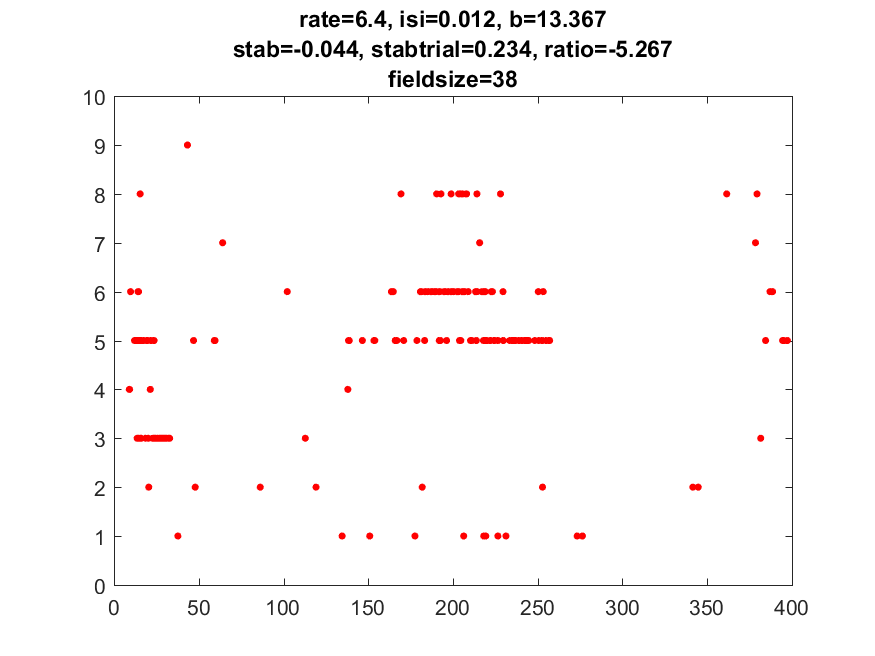 rate=6.4, isi=0.012, b=13.367
stab=-0.044, stabtrial=0.234, ratio=-5.267
fieldsize=38
10
9
8
7
6
5
4
3
2
1
0
0 50 100 150 200 250 300 350 400